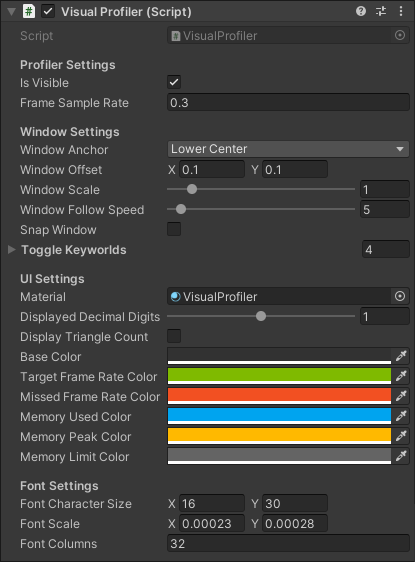 # Visual Profiler (Script)
Script # VisualProfiler
Profiler Settings
Is Visible
Frame Sample Rate 0.3
Window Settings
Window Anchor Lower Center
Window Offset X 0.1 Y 0.1
Window Scale 1
Window Follow Speed 5
Snap Window
Toggle Keyworlds 4
UI Settings
Material VisualProfiler
Displayed Decimal Digits 1
Display Triangle Count
Base Color
Target Frame Rate Color
Missed Frame Rate Color
Memory Used Color
Memory Peak Color
Memory Limit Color
Font Settings
Font Character Size X 16 Y 30
Font Scale X 0.00023 Y 0.00028
Font Columns 32